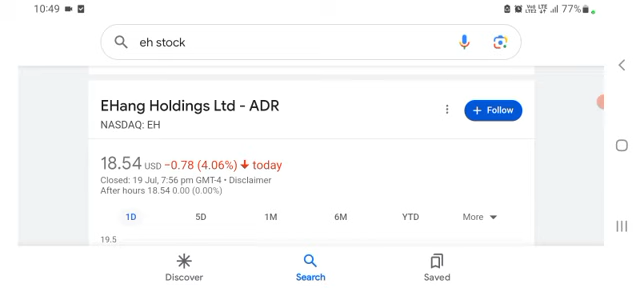 10:49
77%
eh stock
EHang Holdings Ltd - ADR
+ Follow
NASDAQ: EH
18.54 USD −0.78 (4.06%) ↓ today
Closed: 19 Jul, 7:56 pm GMT-4 • Disclaimer
After hours 18.54 0.00 (0.00%)
1D 5D 1M 6M YTD More
19.5
Discover Search Saved